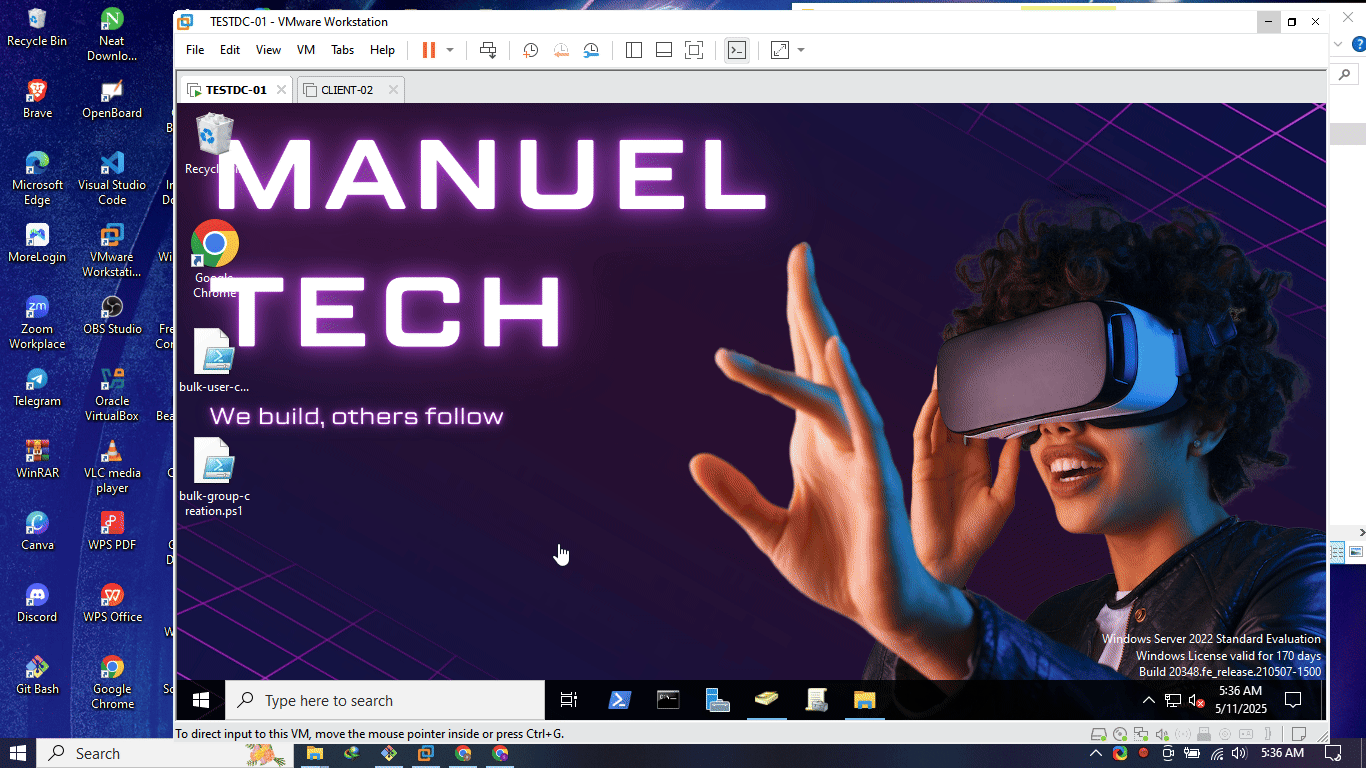 TESTDC-01 - VMware Workstation
File Edit View VM Tabs Help
TESTDC-01
CLIENT-02
Recycle Bin
Neat
Downlo...
Brave
OpenBoard
Microsoft
Edge
Visual Studio
Code
MoreLogin
VMware
Workstati...
Zoom
Workplace
OBS Studio
Telegram
Oracle
VirtualBox
WinRAR
VLC media
player
Canva
WPS PDF
Discord
WPS Office
Git Bash
Google
Chrome
MANUEL
TECH
We build, others follow
Google
Chrome
bulk-user-c...
bulk-group-c
reation.ps1
Windows Server 2022 Standard Evaluation
Windows License valid for 170 days
Build 20348.fe_release.210507-1500
Type here to search
5:36 AM
5/11/2025
To direct input to this VM, move the mouse pointer inside or press Ctrl+G.
Search
5:36 AM